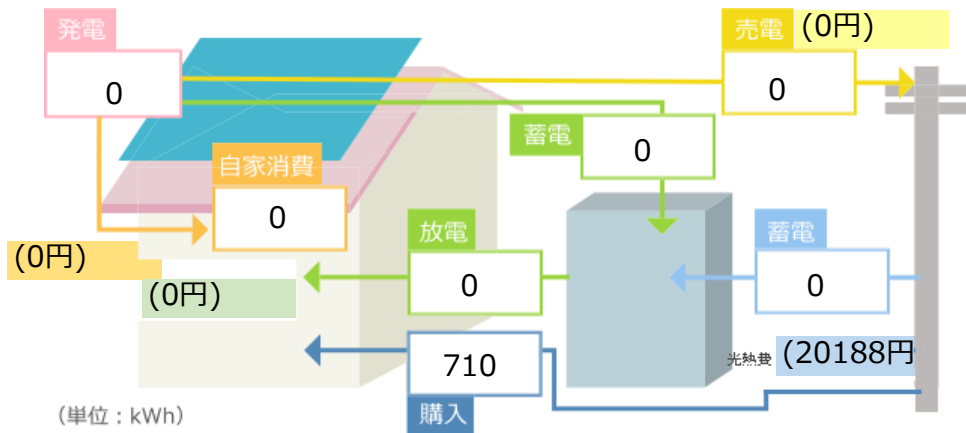 発電
0
売電 (0円)
0
蓄電
0
自家消費
0
(0円)
(0円)
放電
0
蓄電
0
710
購入
光熱費 (20188円
(単位：kWh)